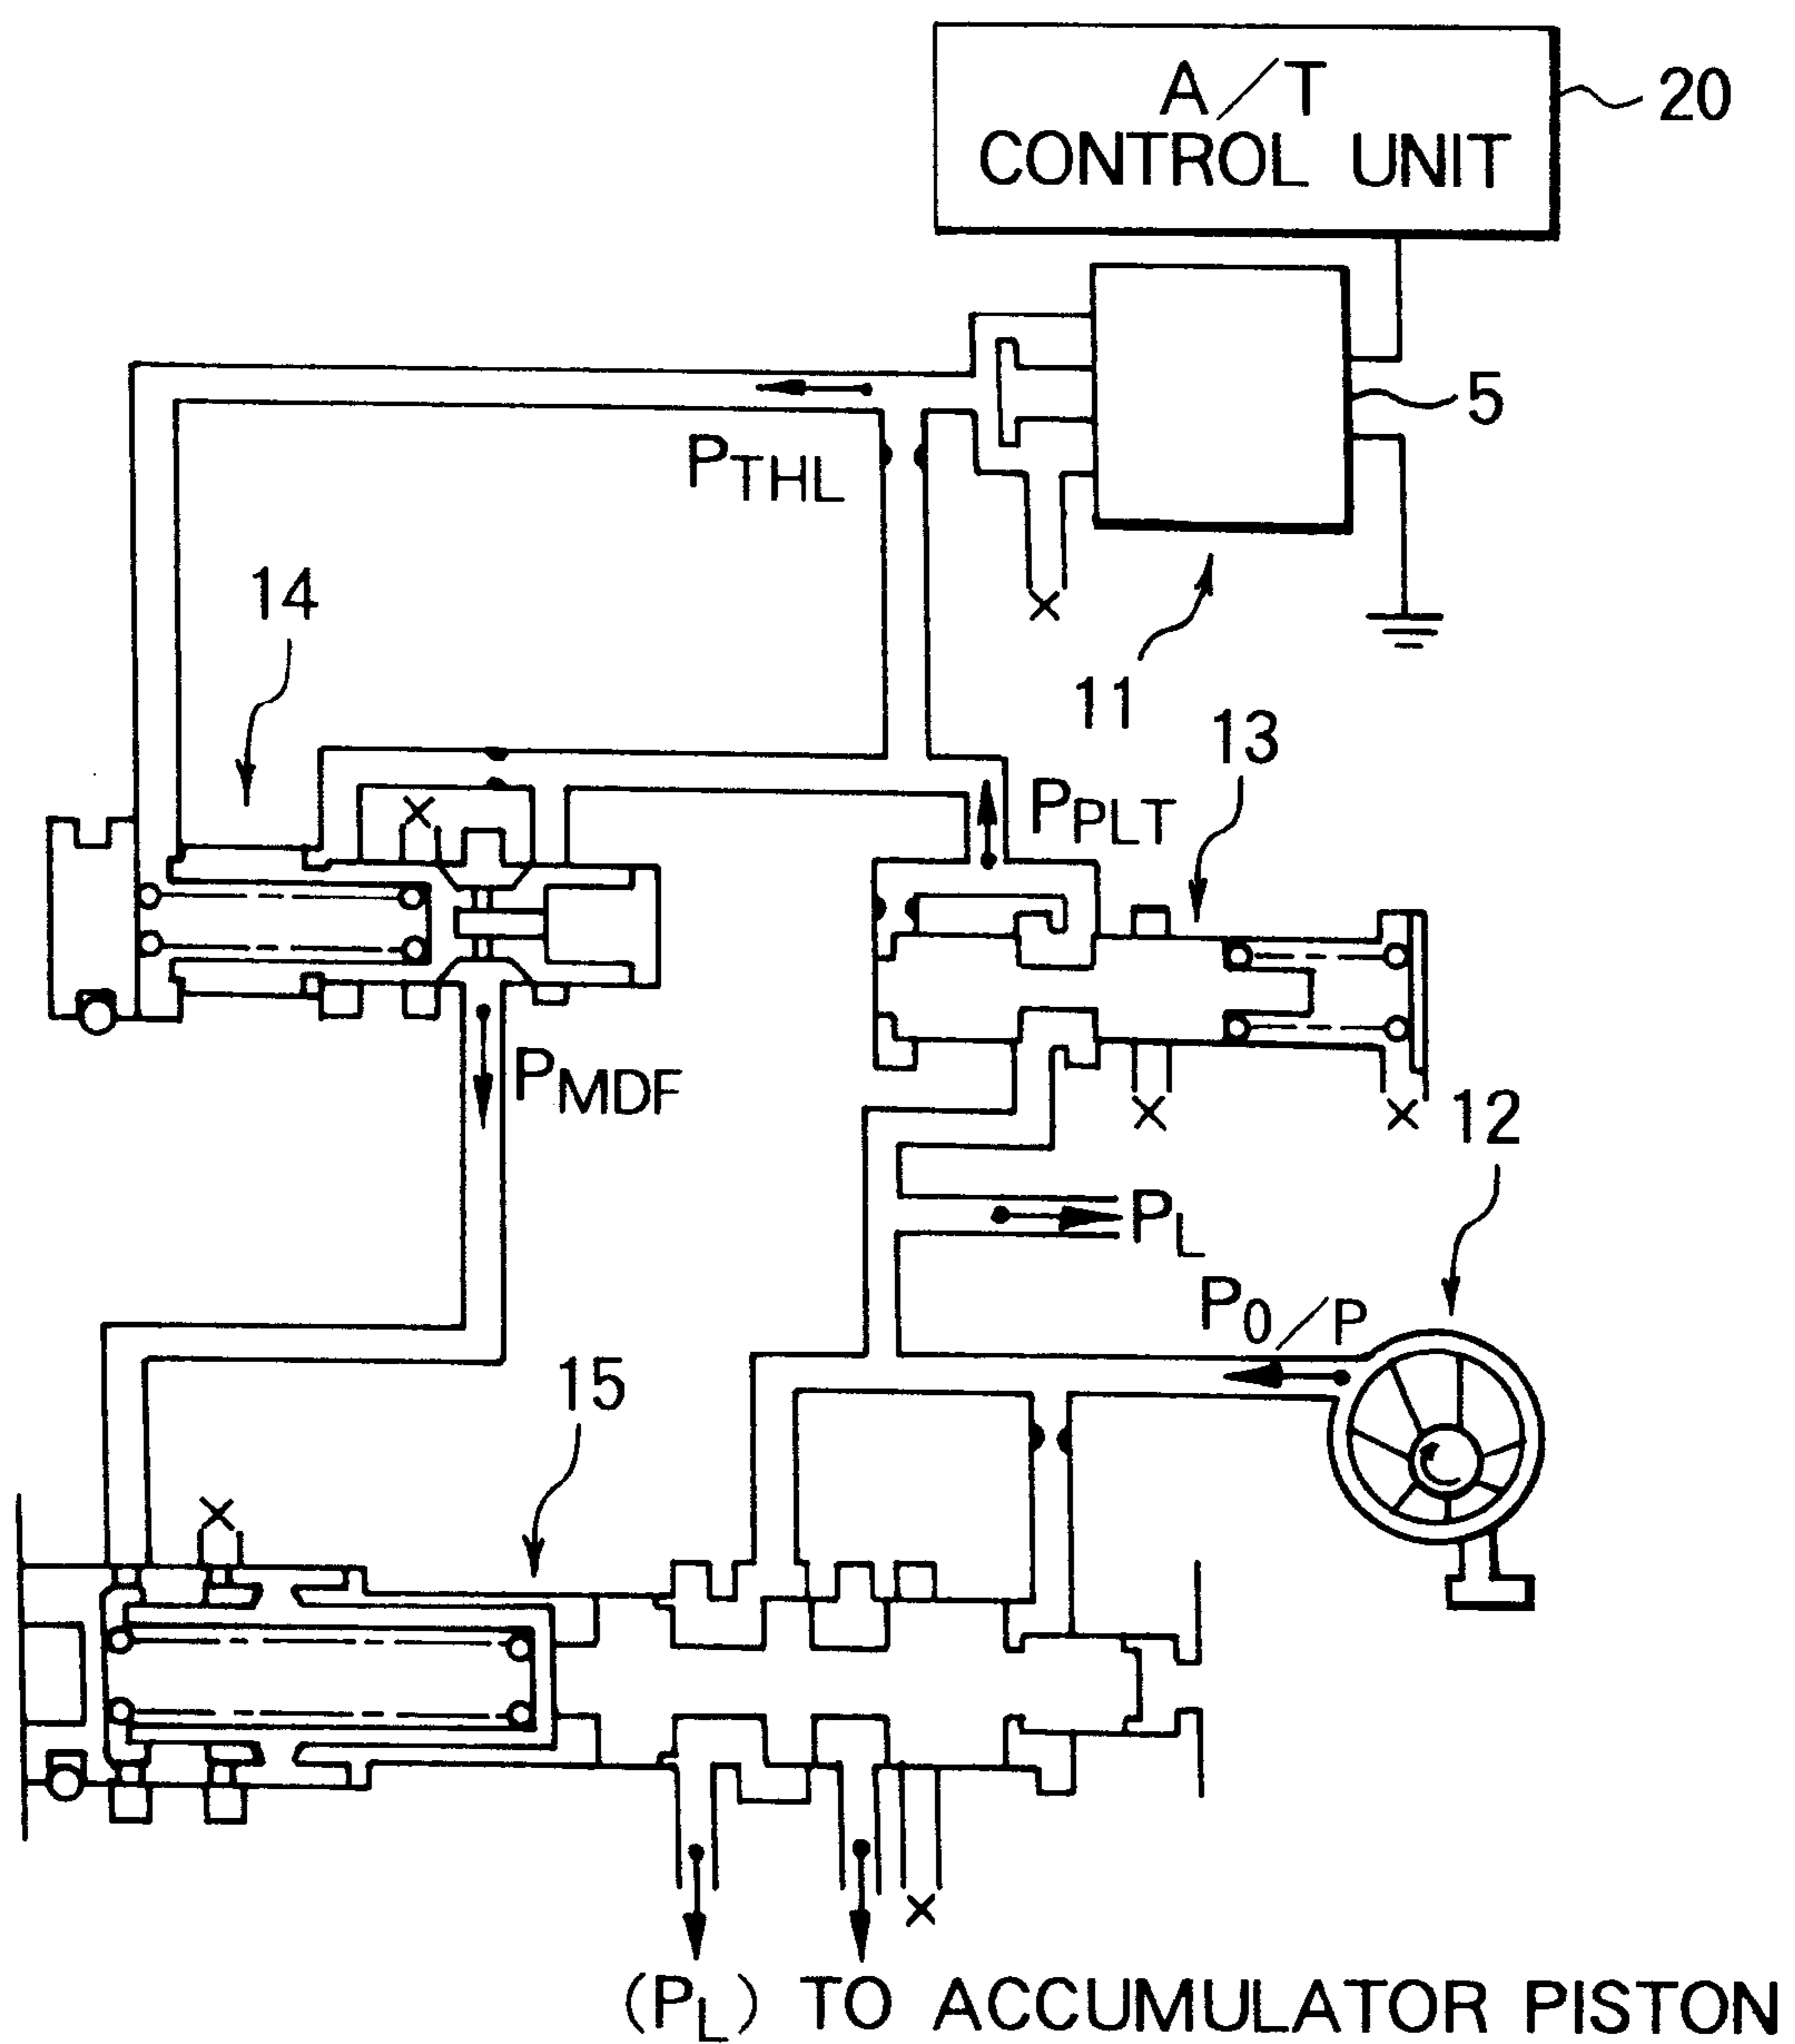 A/T
CONTROL UNIT
20
5
PTHL
14
×
11
13
×
PPLT
PMDF
×
×
12
PL
P0/P
15
×
×
(PL) TO ACCUMULATOR PISTON